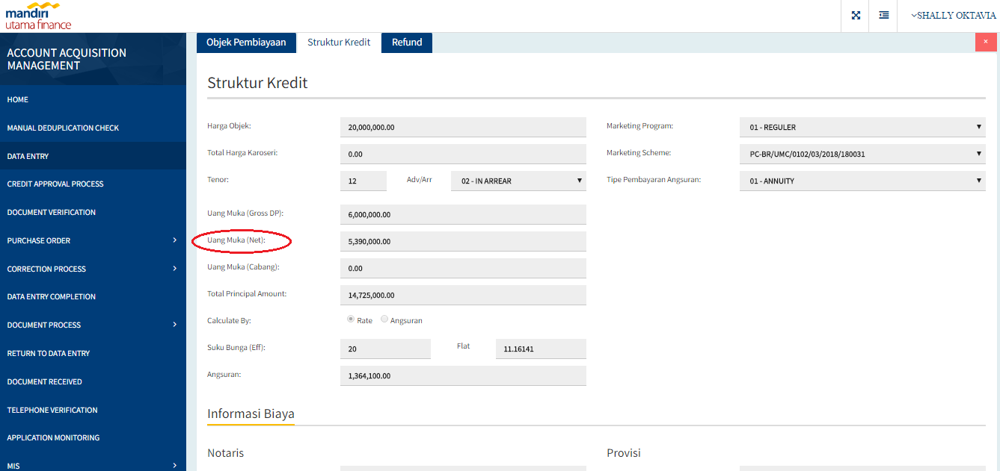 mandiri
utama finance
SHALLY OKTAVIA
ACCOUNT ACQUISITION
MANAGEMENT
HOME
MANUAL DEDUPLICATION CHECK
DATA ENTRY
CREDIT APPROVAL PROCESS
DOCUMENT VERIFICATION
PURCHASE ORDER
CORRECTION PROCESS
DATA ENTRY COMPLETION
DOCUMENT PROCESS
RETURN TO DATA ENTRY
DOCUMENT RECEIVED
TELEPHONE VERIFICATION
APPLICATION MONITORING
MIS
Objek Pembiayaan Struktur Kredit Refund
Struktur Kredit
Harga Objek: 20,000,000.00 Marketing Program: 01 - REGULER
Total Harga Karoseri: 0.00 Marketing Scheme: PC-BR/UMC/0102/03/2018/180031
Tenor: 12 Adv/Arr 02 - IN ARREAR Tipe Pembayaran Angsuran: 01 - ANNUITY
Uang Muka (Gross DP): 6,000,000.00
Uang Muka (Net): 5,390,000.00
Uang Muka (Cabang): 0.00
Total Principal Amount: 14,725,000.00
Calculate By: Rate Angsuran
Suku Bunga (Eff): 20 Flat 11.16141
Angsuran: 1,364,100.00
Informasi Biaya
Notaris Provisi